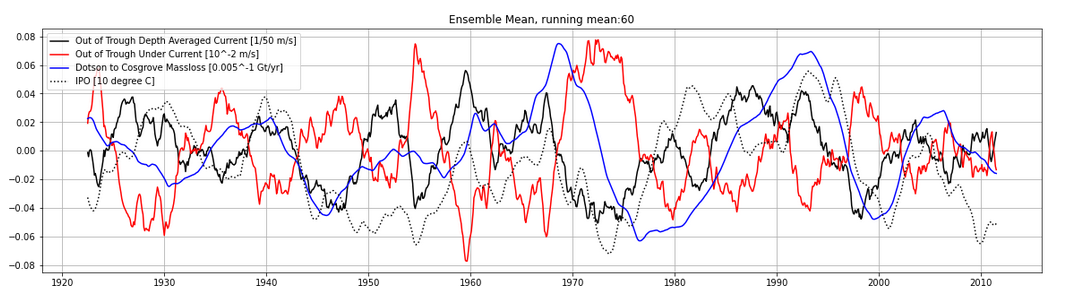 Ensemble Mean, running mean:60
Out of Trough Depth Averaged Current [1/50 m/s]
Out of Trough Under Current [10^-2 m/s]
Dotson to Cosgrove Massloss [0.005^-1 Gt/yr]
IPO [10 degree C]
0.08
0.06
0.04
0.02
0.00
−0.02
−0.04
−0.06
−0.08
1920 1930 1940 1950 1960 1970 1980 1990 2000 2010